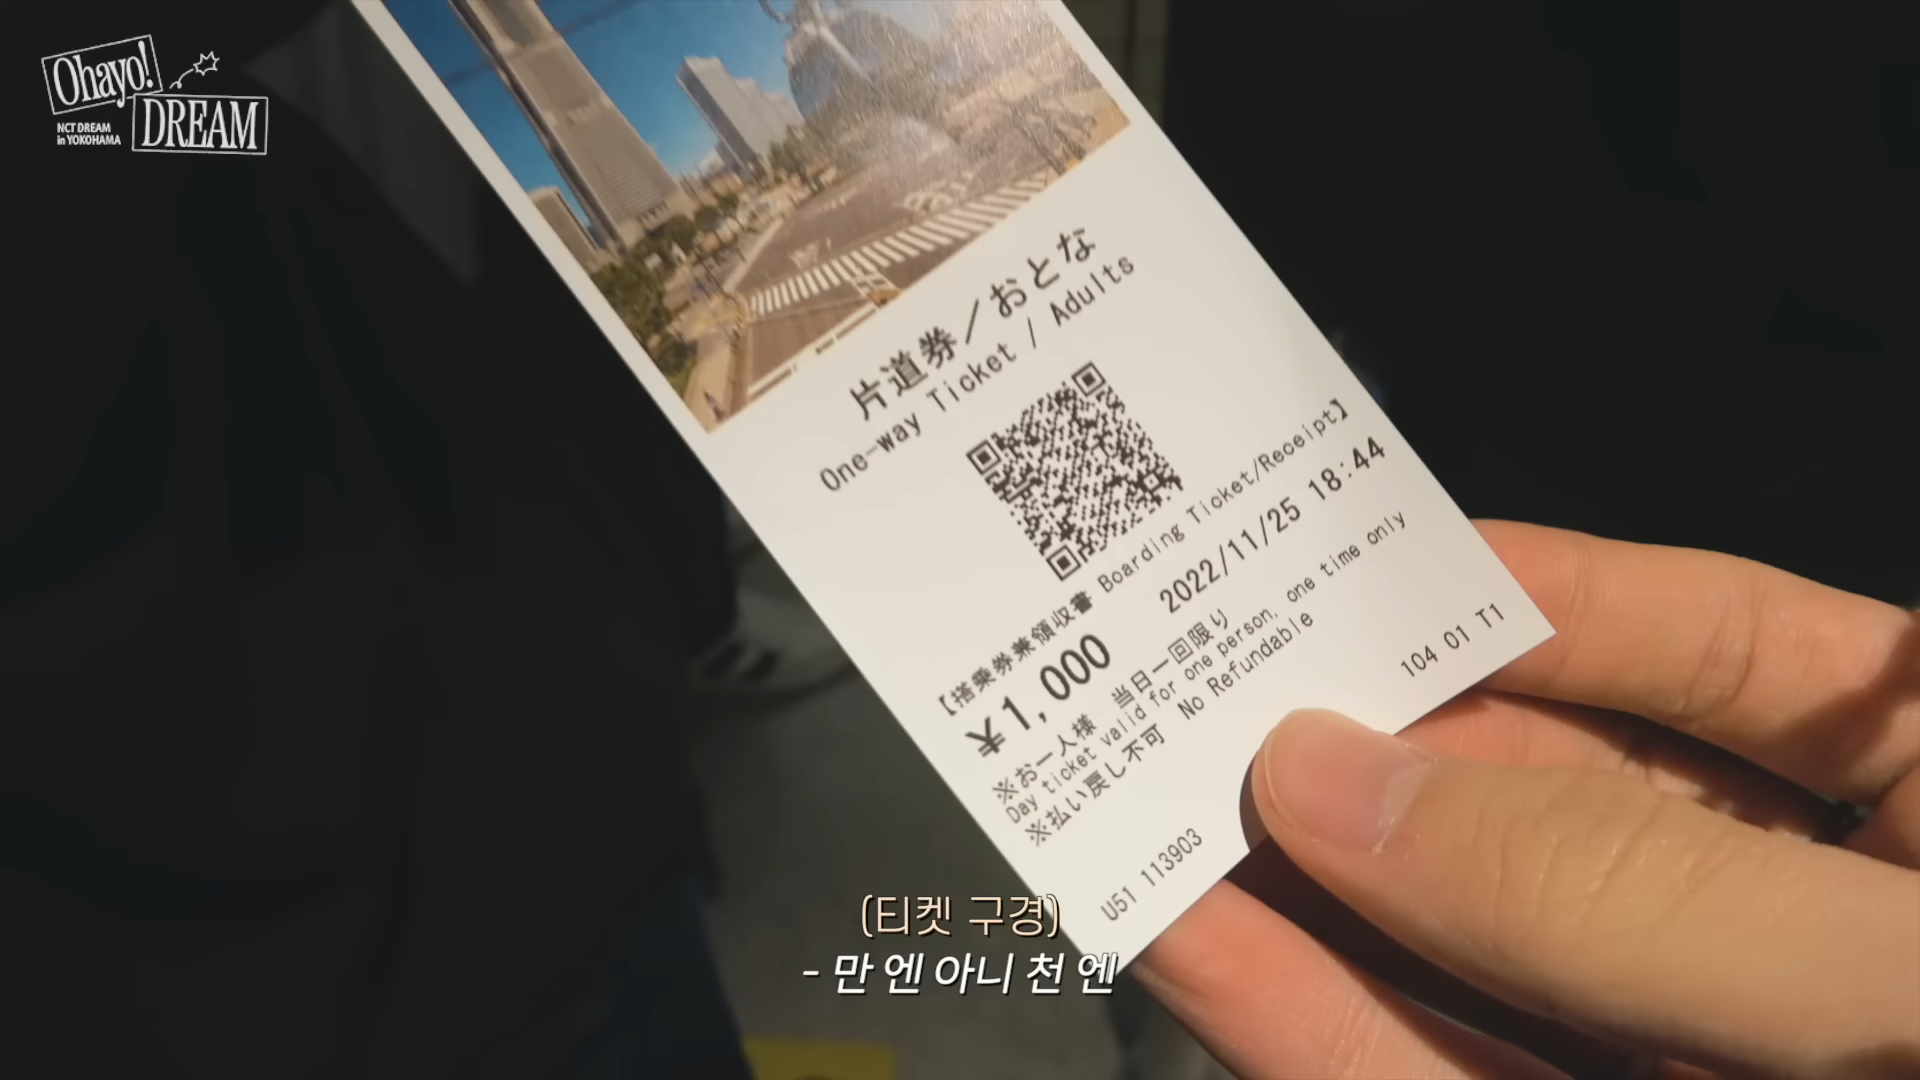 Ohayo!
DREAM
NCT DREAM
in YOKOHAMA
片道券／おとな
One-way Ticket / Adults
【搭乗券兼領収書 Boarding Ticket/Receipt】
¥1,000 2022/11/25 18:44
※お一人様 当日一回限り
Day ticket valid for one person, one time only
※払い戻し不可 No Refundable
104 01 T1
U51 113903
(티켓 구경)
- 만 엔 아니 천 엔